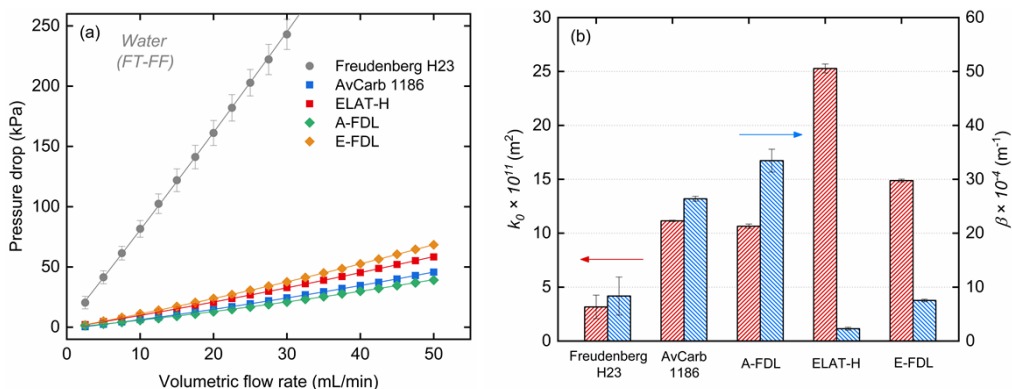 (a)
Water
(FT-FF)
Freudenberg H23
AvCarb 1186
ELAT-H
A-FDL
E-FDL
250
200
150
100
50
0
Pressure drop (kPa)
0 10 20 30 40 50
Volumetric flow rate (mL/min)
(b)
30
25
20
15
10
5
0
k0 × 10¹¹ (m²)
60
50
40
30
20
10
0
β × 10⁻⁴ (m⁻¹)
Freudenberg
H23
AvCarb
1186
A-FDL
ELAT-H
E-FDL